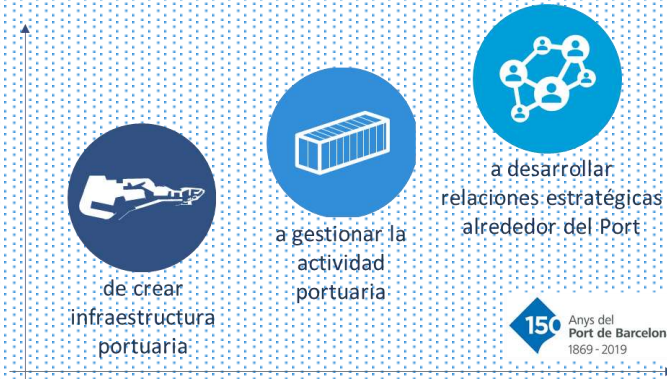 de crear
infraestructura
portuaria
a gestionar la
actividad
portuaria
a desarrollar
relaciones estratégicas
alrededor del Port
150
Anys del
Port de Barcelon
1869 - 2019